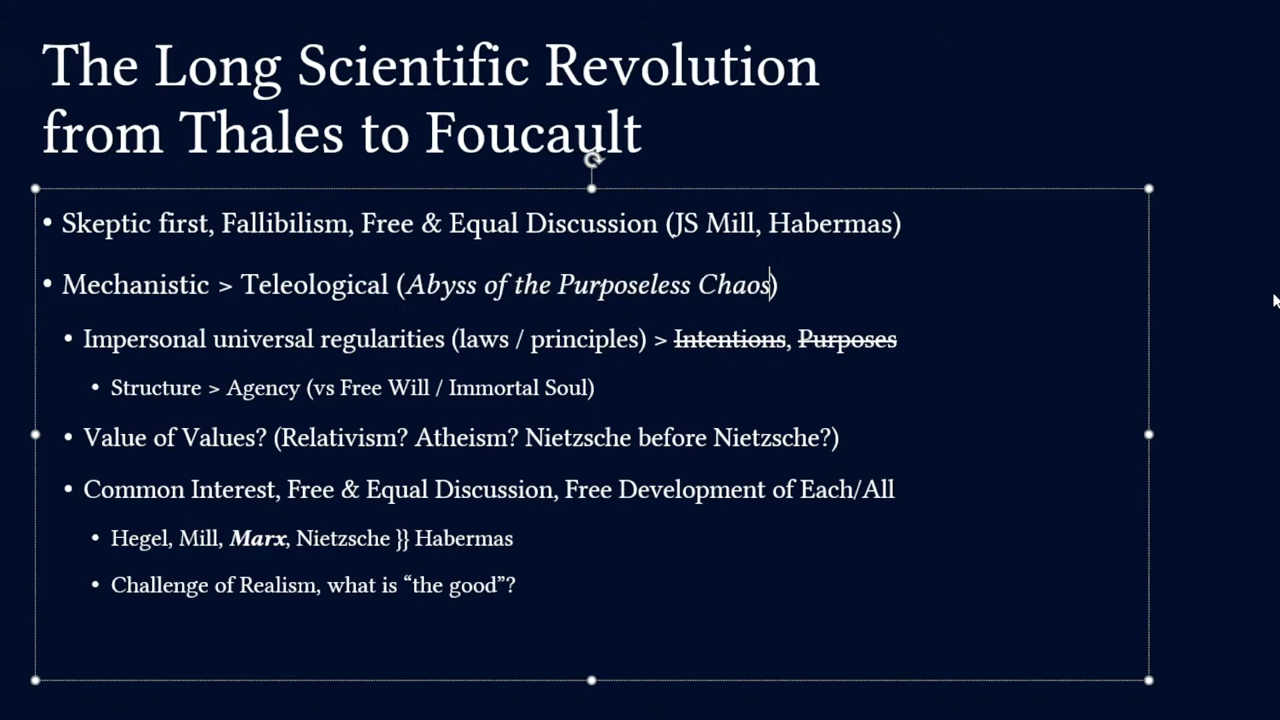 The Long Scientific Revolution
from Thales to Foucault
• Skeptic first, Fallibilism, Free & Equal Discussion (JS Mill, Habermas)
• Mechanistic > Teleological (Abyss of the Purposeless Chaos)
• Impersonal universal regularities (laws / principles) > Intentions, Purposes
• Structure > Agency (vs Free Will / Immortal Soul)
• Value of Values? (Relativism? Atheism? Nietzsche before Nietzsche?)
• Common Interest, Free & Equal Discussion, Free Development of Each/All
• Hegel, Mill, Marx, Nietzsche }} Habermas
• Challenge of Realism, what is “the good”?